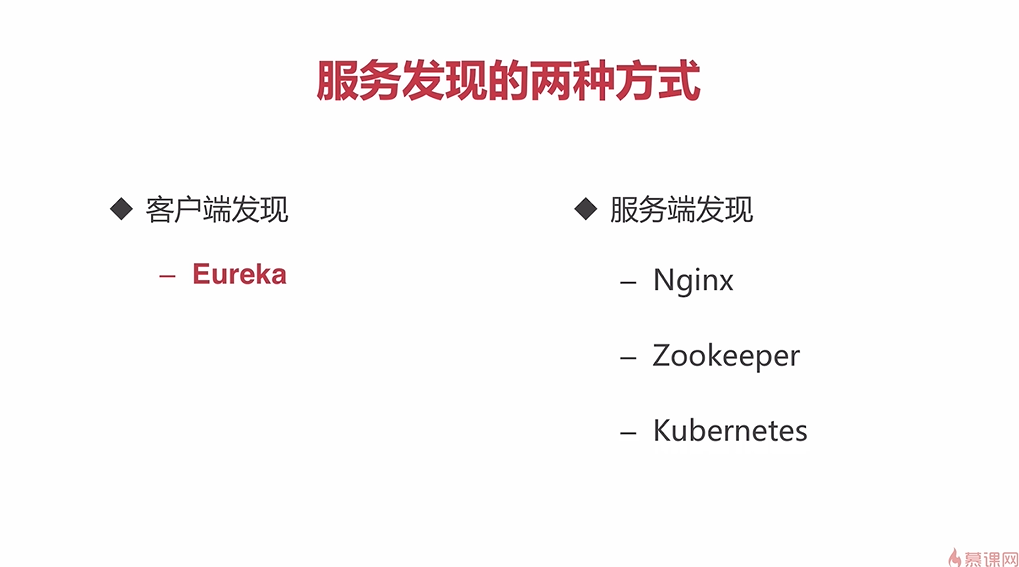 服务发现的两种方式
◆ 客户端发现
– Eureka
◆ 服务端发现
– Nginx
– Zookeeper
– Kubernetes
慕课网